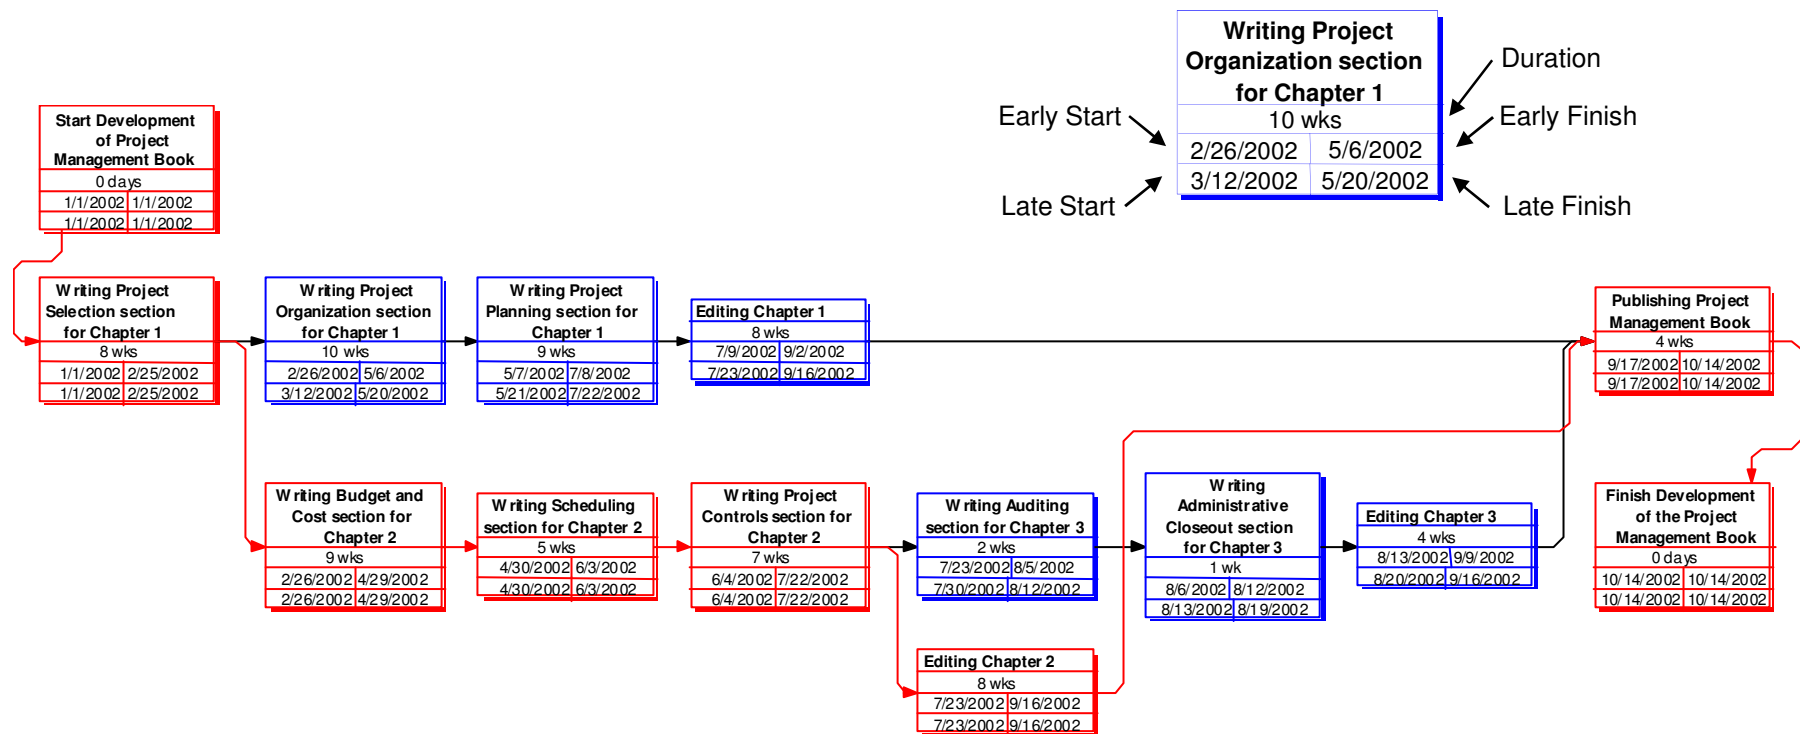 Writing Project
Organization section
for Chapter 1
10 wks
2/26/2002 5/6/2002
3/12/2002 5/20/2002
Duration
Early Start
Early Finish
Late Start
Late Finish
Start Development
of Project
Management Book
0 days
1/1/2002 1/1/2002
1/1/2002 1/1/2002
Writing Project
Selection section
for Chapter 1
8 wks
1/1/2002 2/25/2002
1/1/2002 2/25/2002
Writing Project
Organization section
for Chapter 1
10 wks
2/26/2002 5/6/2002
3/12/2002 5/20/2002
Writing Project
Planning section for
Chapter 1
9 wks
5/7/2002 7/8/2002
5/21/2002 7/22/2002
Editing Chapter 1
8 wks
7/9/2002 9/2/2002
7/23/2002 9/16/2002
Publishing Project
Management Book
4 wks
9/17/2002 10/14/2002
9/17/2002 10/14/2002
Writing Budget and
Cost section for
Chapter 2
9 wks
2/26/2002 4/29/2002
2/26/2002 4/29/2002
Writing Scheduling
section for Chapter 2
5 wks
4/30/2002 6/3/2002
4/30/2002 6/3/2002
Writing Project
Controls section for
Chapter 2
7 wks
6/4/2002 7/22/2002
6/4/2002 7/22/2002
Writing Auditing
section for Chapter 3
2 wks
7/23/2002 8/5/2002
7/30/2002 8/12/2002
Writing
Administrative
Closeout section
for Chapter 3
1 wk
8/6/2002 8/12/2002
8/13/2002 8/19/2002
Editing Chapter 3
4 wks
8/13/2002 9/9/2002
8/20/2002 9/16/2002
Finish Development
of the Project
Management Book
0 days
10/14/2002 10/14/2002
10/14/2002 10/14/2002
Editing Chapter 2
8 wks
7/23/2002 9/16/2002
7/23/2002 9/16/2002